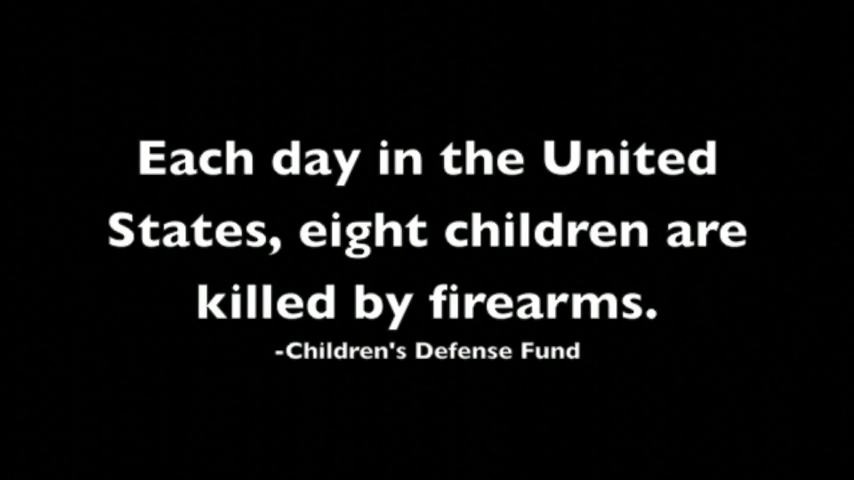 Each day in the United
States, eight children are
killed by firearms.
-Children's Defense Fund